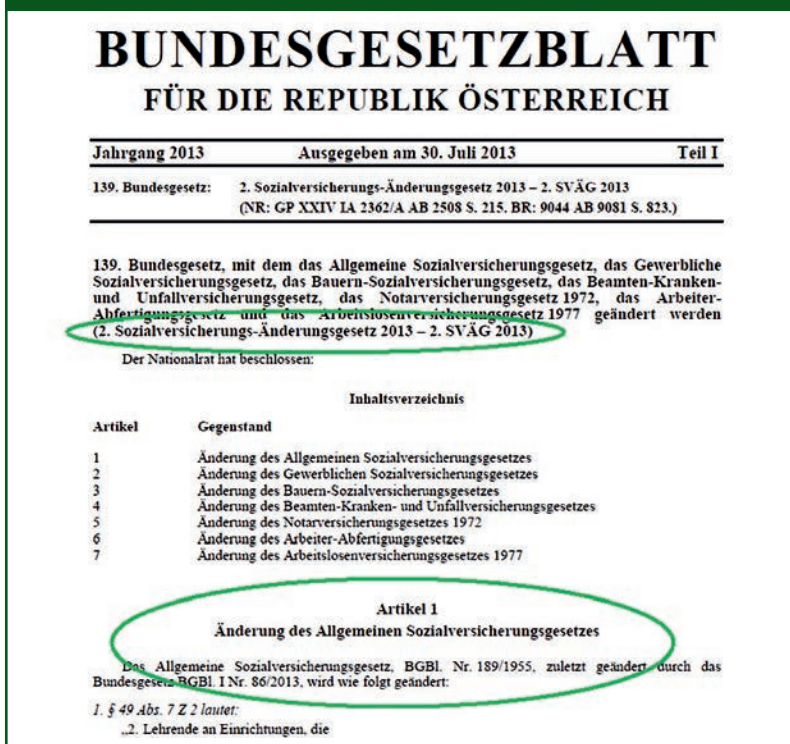 BUNDESGESETZBLATT
FÜR DIE REPUBLIK ÖSTERREICH
Jahrgang 2013 Ausgegeben am 30. Juli 2013 Teil I
139. Bundesgesetz: 2. Sozialversicherungs-Änderungsgesetz 2013 – 2. SVÄG 2013
(NR: GP XXIV IA 2362/A AB 2508 S. 215. BR: 9044 AB 9081 S. 823.)
139. Bundesgesetz, mit dem das Allgemeine Sozialversicherungsgesetz, das Gewerbliche
Sozialversicherungsgesetz, das Bauern-Sozialversicherungsgesetz, das Beamten-Kranken-
und Unfallversicherungsgesetz, das Notarversicherungsgesetz 1972, das Arbeiter-
Abfertigungsgesetz und das Arbeitslosenversicherungsgesetz 1977 geändert werden
(2. Sozialversicherungs-Änderungsgesetz 2013 – 2. SVÄG 2013)
Der Nationalrat hat beschlossen:
Inhaltsverzeichnis
Artikel Gegenstand
1 Änderung des Allgemeinen Sozialversicherungsgesetzes
2 Änderung des Gewerblichen Sozialversicherungsgesetzes
3 Änderung des Bauern-Sozialversicherungsgesetzes
4 Änderung des Beamten-Kranken- und Unfallversicherungsgesetzes
5 Änderung des Notarversicherungsgesetzes 1972
6 Änderung des Arbeiter-Abfertigungsgesetzes
7 Änderung des Arbeitslosenversicherungsgesetzes 1977
Artikel 1
Änderung des Allgemeinen Sozialversicherungsgesetzes
Das Allgemeine Sozialversicherungsgesetz, BGBl. Nr. 189/1955, zuletzt geändert durch das
Bundesgesetz BGBl. I Nr. 86/2013, wird wie folgt geändert:
1. § 49 Abs. 7 Z 2 lautet:
„2. Lehrende an Einrichtungen, die